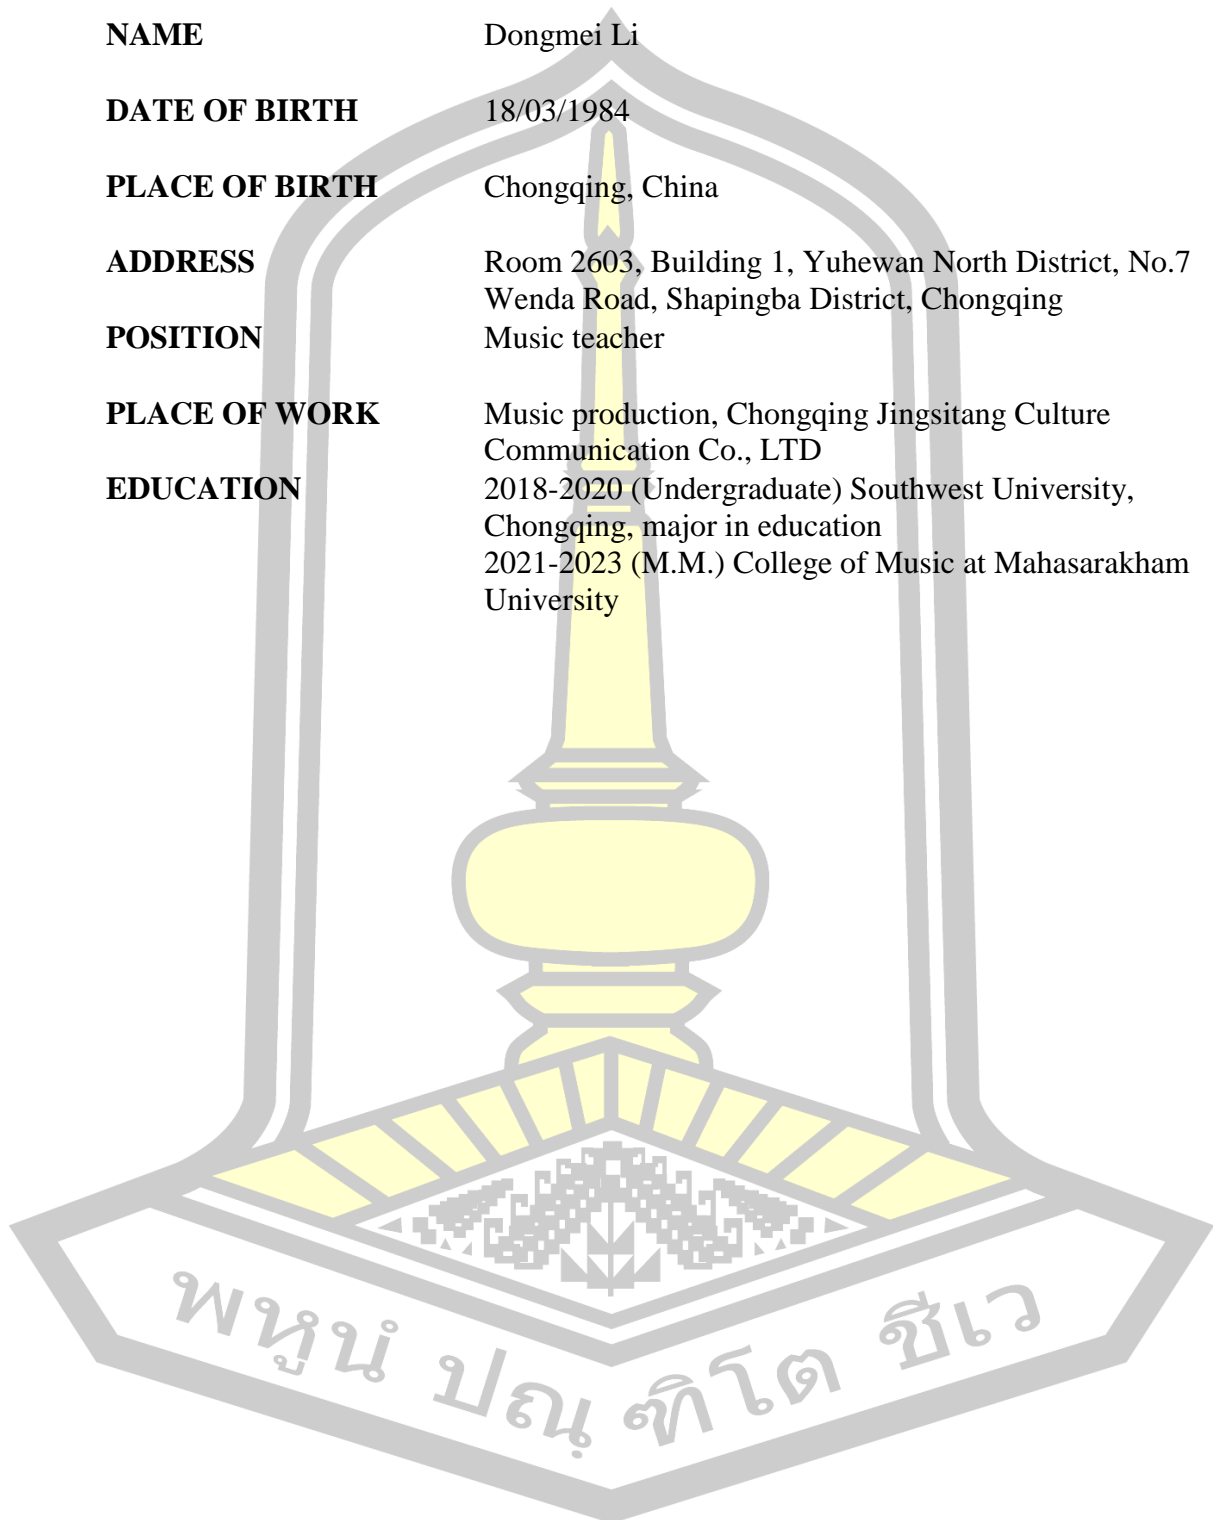 NAME Dongmei Li
DATE OF BIRTH 18/03/1984
PLACE OF BIRTH Chongqing, China
ADDRESS Room 2603, Building 1, Yuhewan North District, No.7
Wenda Road, Shapingba District, Chongqing
POSITION Music teacher
PLACE OF WORK Music production, Chongqing Jingsitang Culture
Communication Co., LTD
EDUCATION 2018-2020 (Undergraduate) Southwest University,
Chongqing, major in education
2021-2023 (M.M.) College of Music at Mahasarakham
University
พหูนํ ปณฺ ฑิโต ชีเว